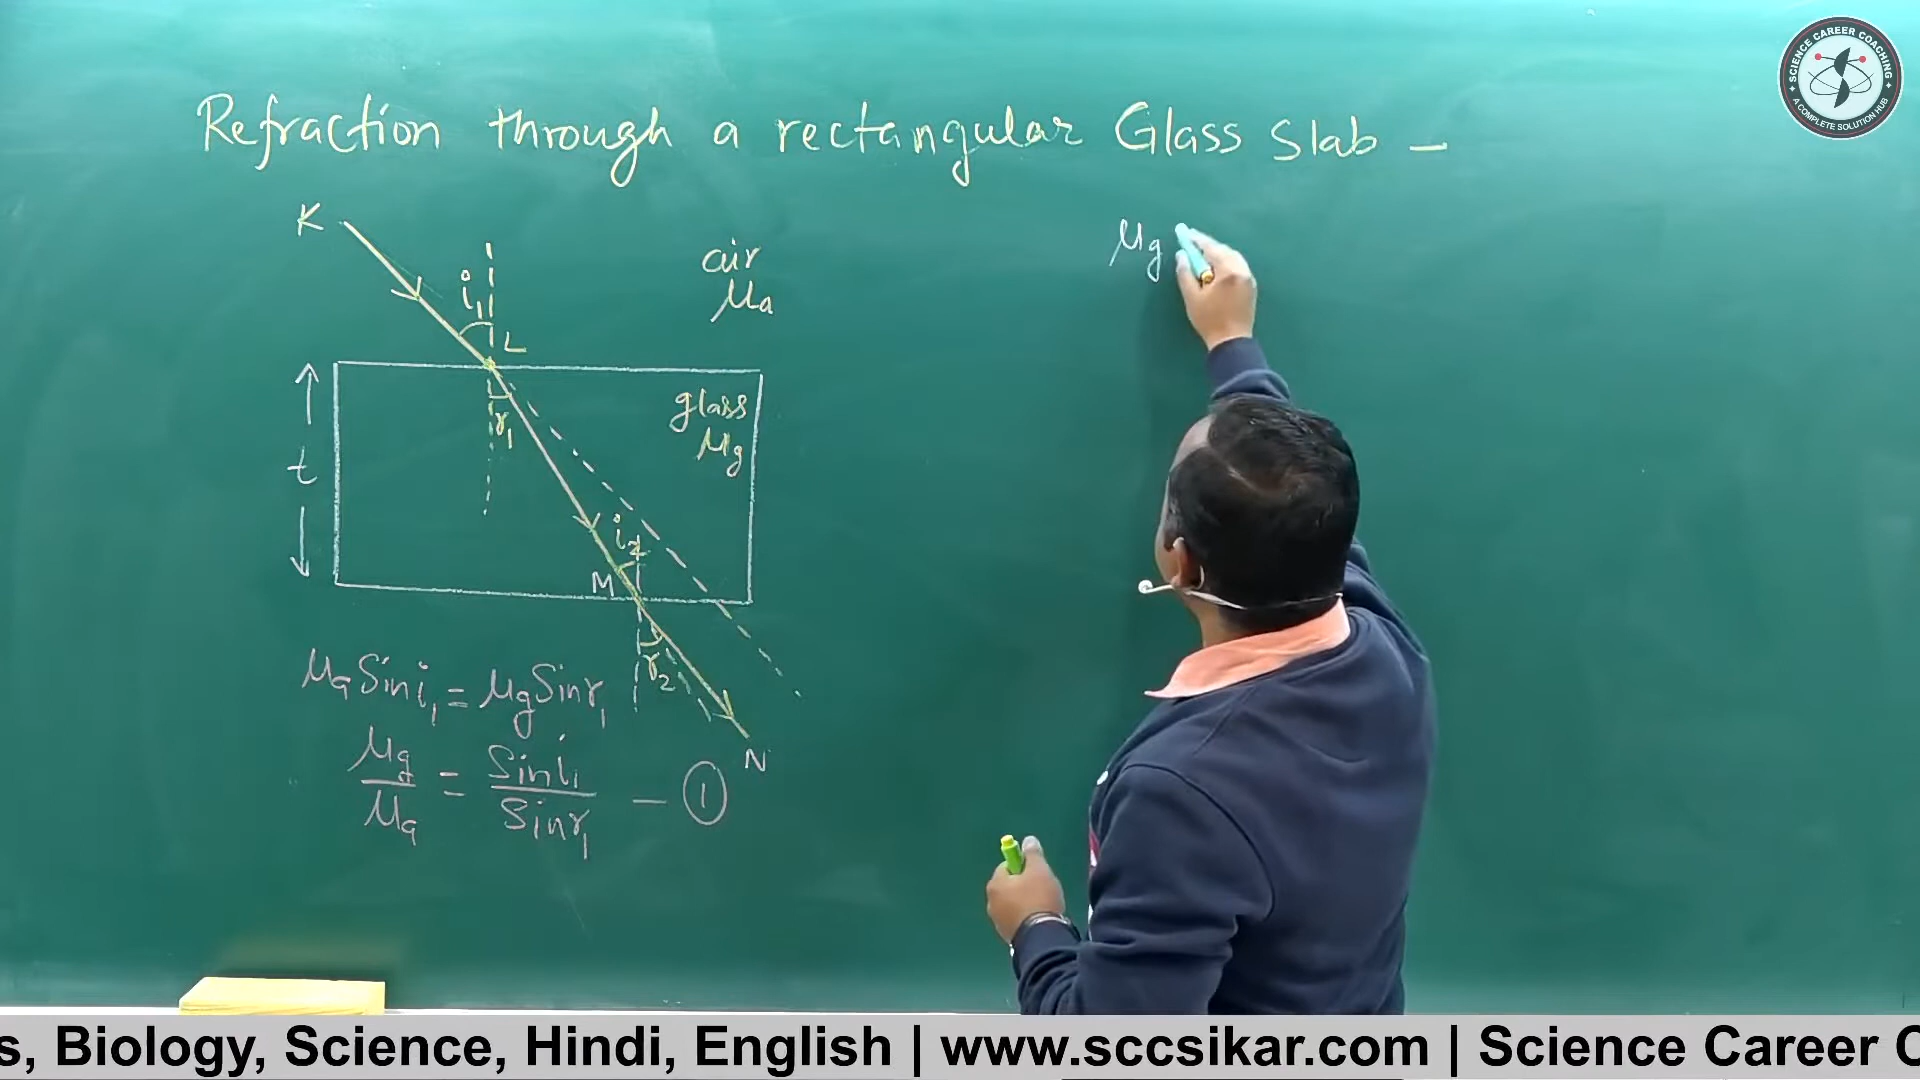 Refraction through a rectangular Glass Slab -
K
i₁
air
μa
L
glass
μg
r₁
t
i₂
M
r₂
N
μa Sin i₁ = μg Sin r₁
μg/μa = Sin i₁/Sin r₁ - ①
μg
SCIENCE CAREER COACHING
A COMPLETE SOLUTION HUB
s, Biology, Science, Hindi, English | www.sccsikar.com | Science Career C